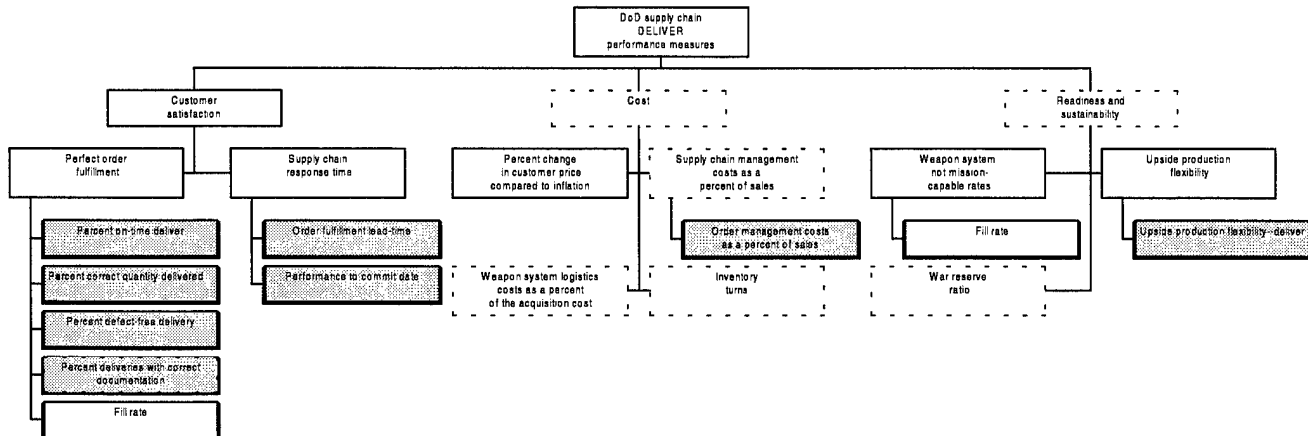 DoD supply chain
DELIVER
performance measures
Customer
satisfaction
Cost
Readiness and
sustainability
Perfect order
fulfillment
Supply chain
response time
Percent change
in customer price
compared to inflation
Supply chain management
costs as a
percent of sales
Weapon system
not mission-
capable rates
Upside production
flexibility
Percent on-time deliver
Order fulfillment lead-time
Order management costs
as a percent of sales
Fill rate
Upside production flexibility--deliver
Percent correct quantity delivered
Performance to commit date
Weapon system logistics
costs as a percent
of the acquisition cost
Inventory
turns
War reserve
ratio
Percent defect-free delivery
Percent deliveries with correct
documentation
Fill rate